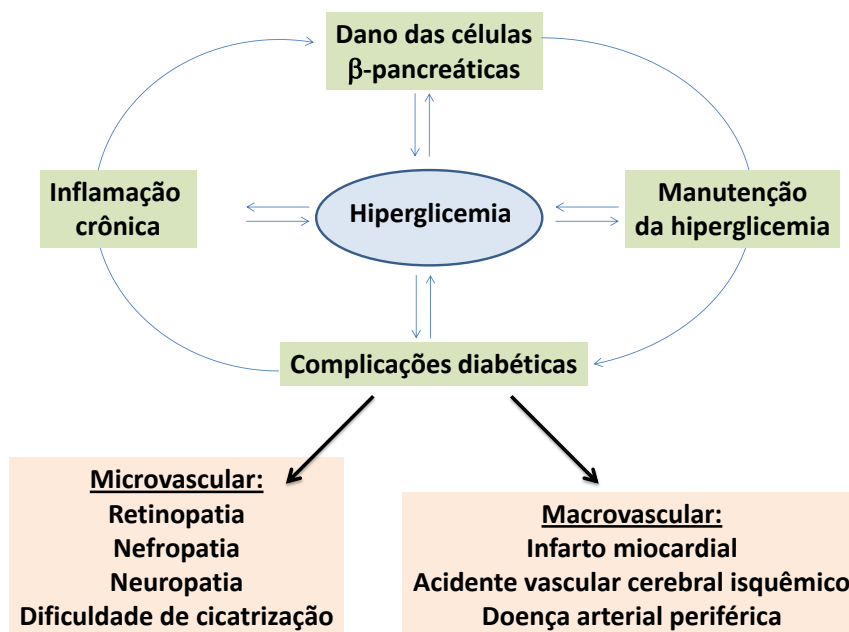 Dano das células
β-pancreáticas
Inflamação
crônica
Hiperglicemia
Manutenção
da hiperglicemia
Complicações diabéticas
Microvascular:
Retinopatia
Nefropatia
Neuropatia
Dificuldade de cicatrização
Macrovascular:
Infarto miocardial
Acidente vascular cerebral isquêmico
Doença arterial periférica